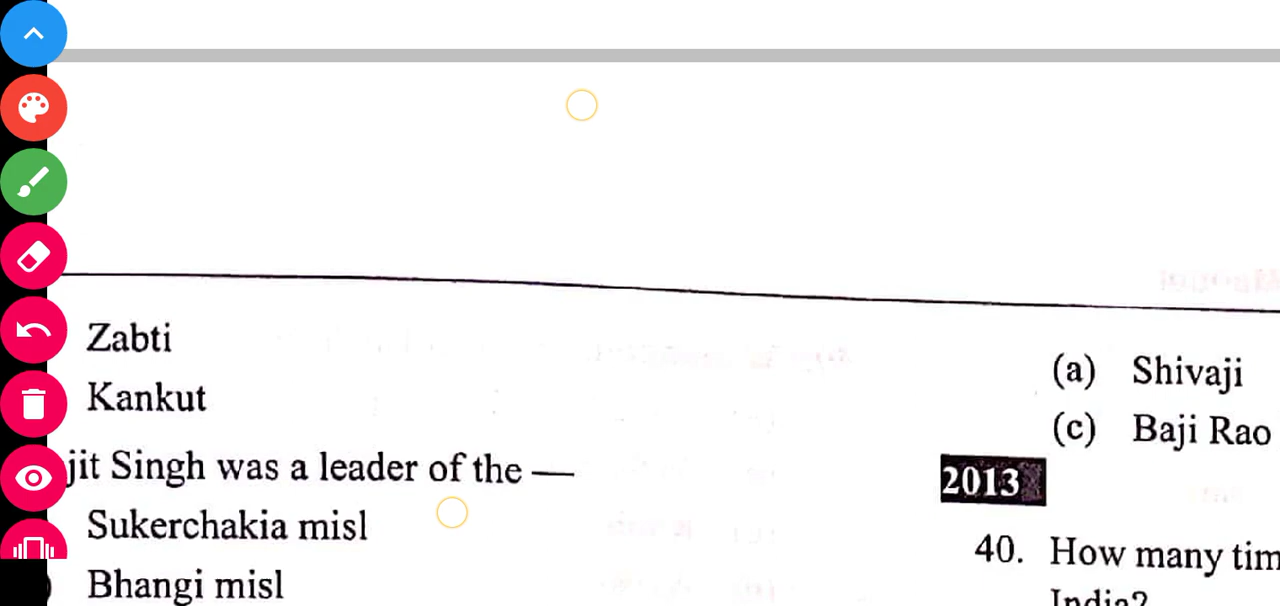 Zabti
Kankut
jit Singh was a leader of the —
Sukerchakia misl
Bhangi misl
(a) Shivaji
(c) Baji Rao
2013
40. How many tim
India?